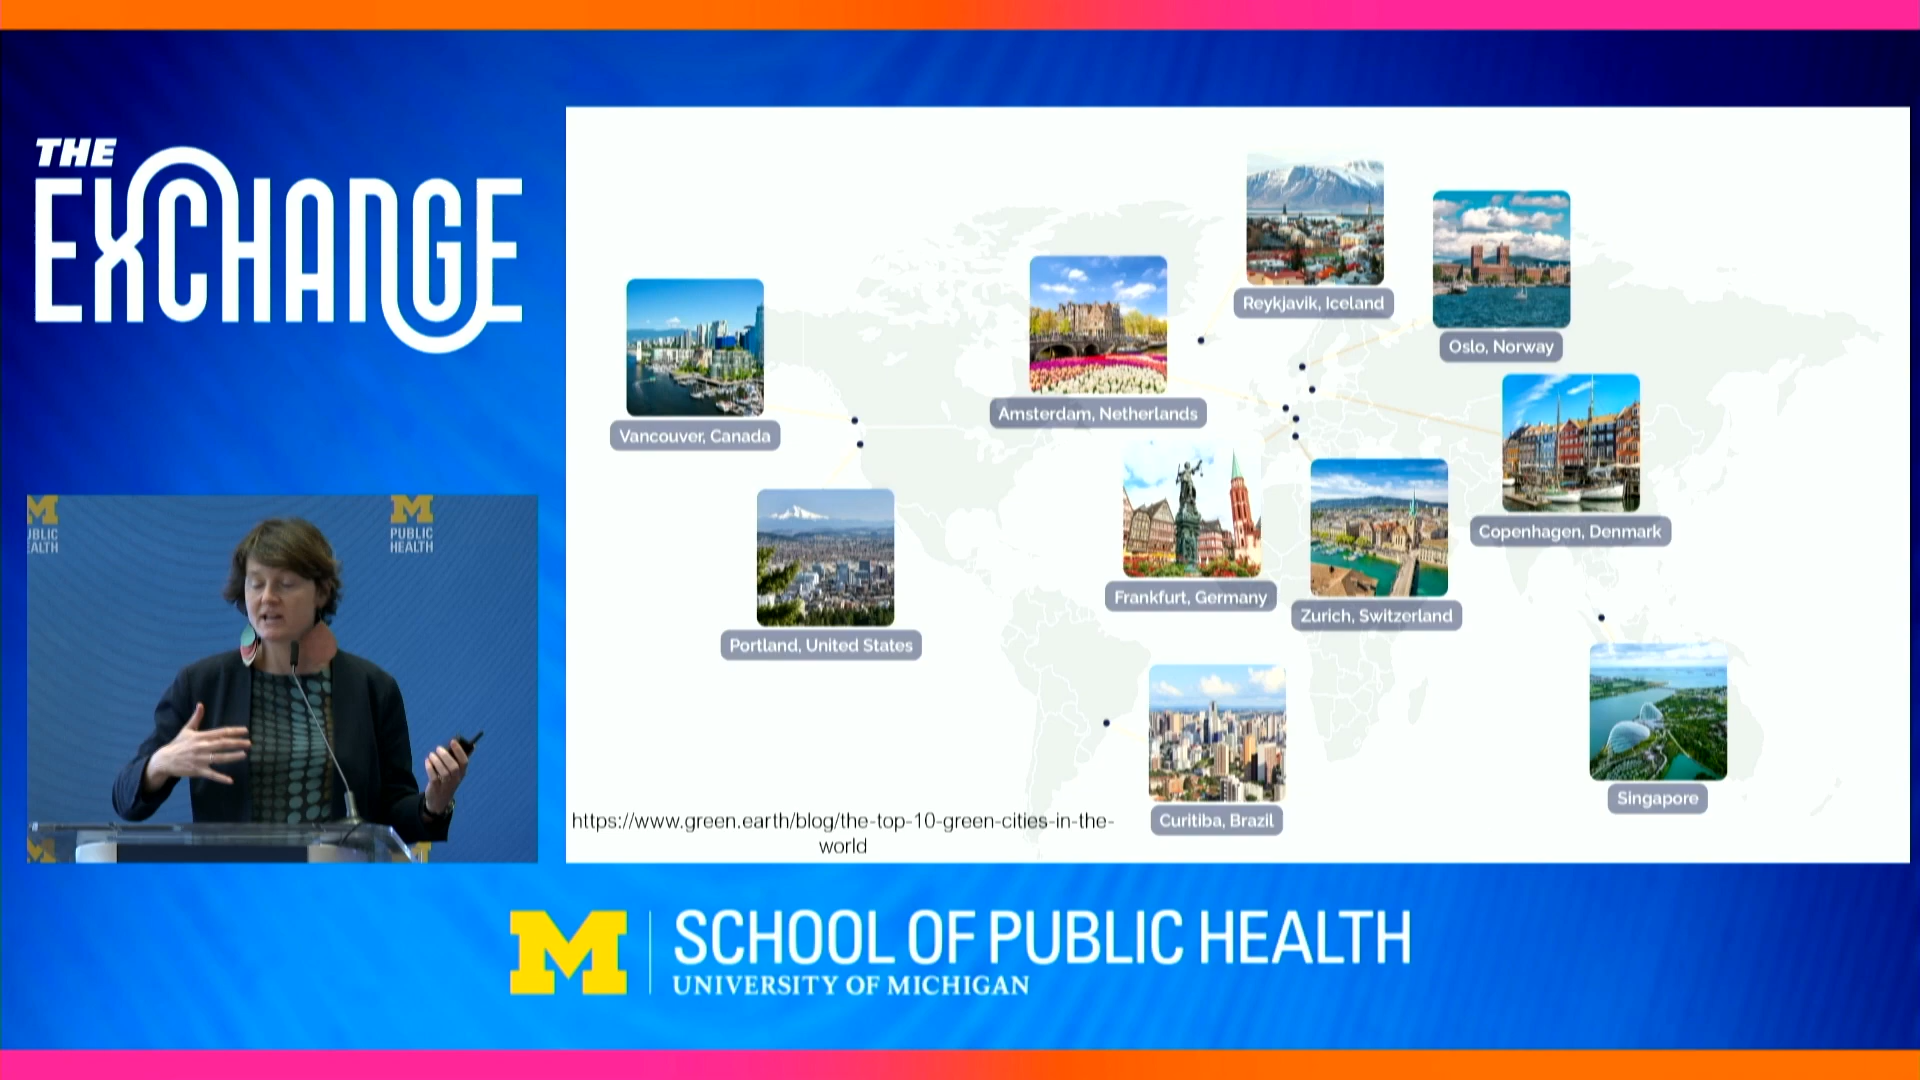 THE
EXCHANGE
Reykjavik, Iceland
Oslo, Norway
Amsterdam, Netherlands
Vancouver, Canada
Copenhagen, Denmark
Frankfurt, Germany
Zurich, Switzerland
Portland, United States
Singapore
Curitiba, Brazil
https://www.green.earth/blog/the-top-10-green-cities-in-the-
world
M
UBLIC
EALTH
M
PUBLIC
HEALTH
M
SCHOOL OF PUBLIC HEALTH
UNIVERSITY OF MICHIGAN